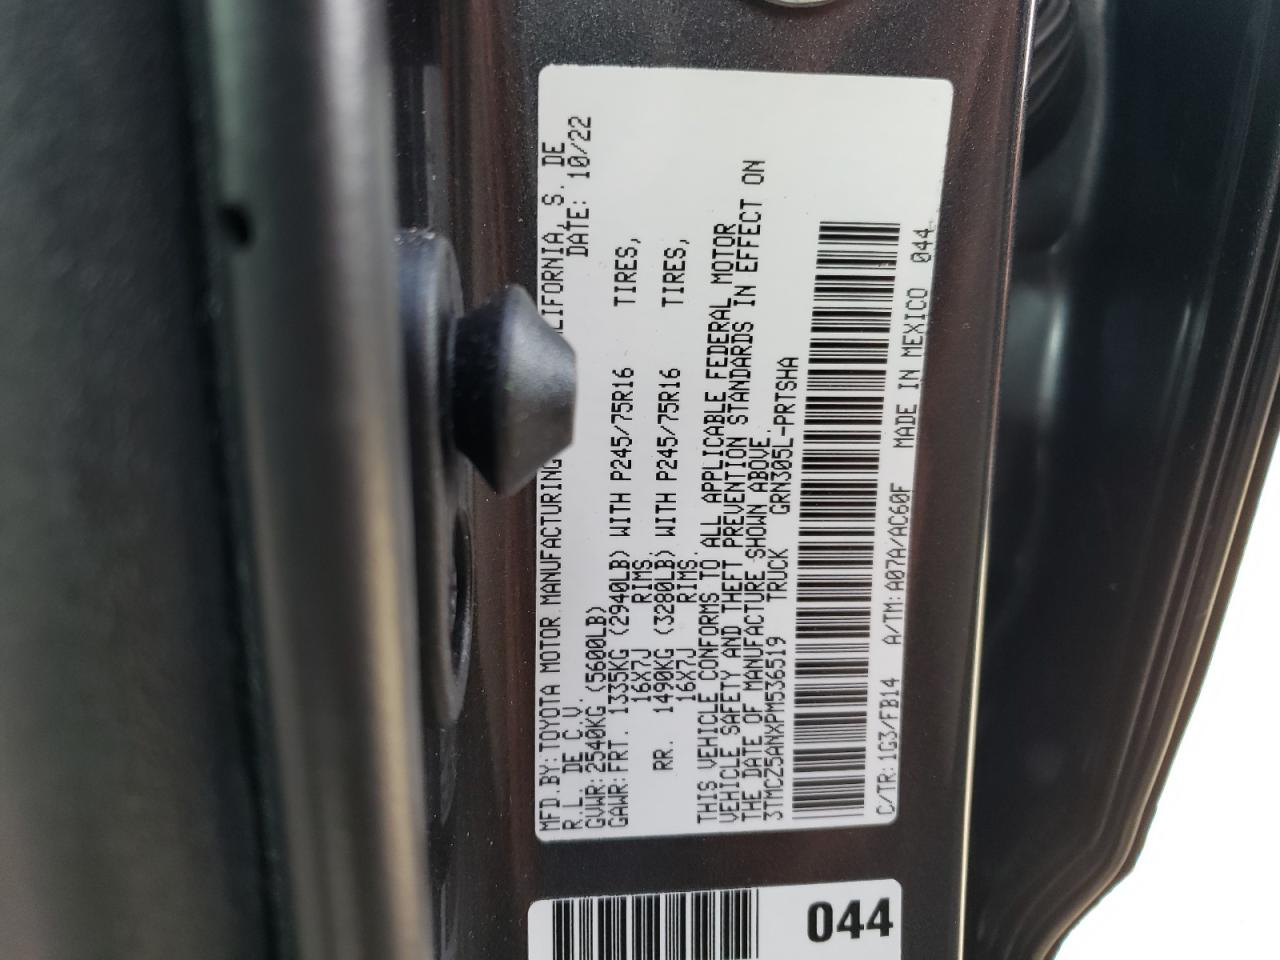 MFD.BY: TOYOTA MOTOR MANUFACTURING ALIFORNIA, S. DE
R.L. DE C.V. DATE: 10/22
GVWR: 2540KG (5600LB)
GAWR: FRT. 1335KG (2940LB) WITH P245/75R16 TIRES,
16X7J RIMS,
RR. 1490KG (3280LB) WITH P245/75R16 TIRES,
16X7J RIMS.
THIS VEHICLE CONFORMS TO ALL APPLICABLE FEDERAL MOTOR
VEHICLE SAFETY AND THEFT PREVENTION STANDARDS IN EFFECT ON
THE DATE OF MANUFACTURE SHOWN ABOVE.
3TMCZ5ANXPM536519 TRUCK GRN305L-PRTSHA
C/TR: 1G3/FB14 A/TM: A07A/AC60F MADE IN MEXICO 044
044